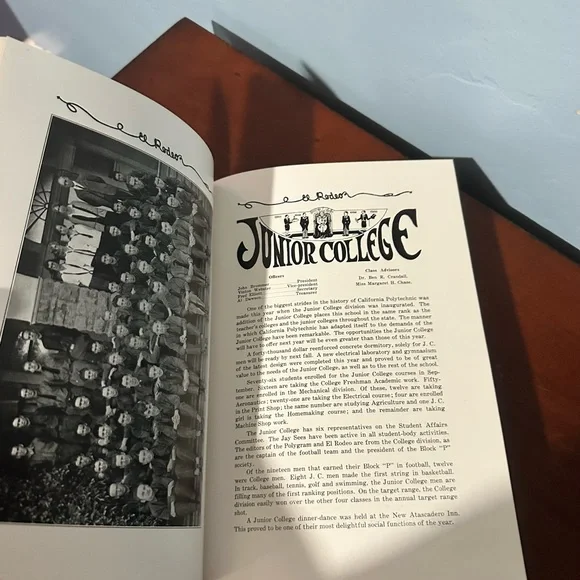 El Rodeo
El Rodeo
JUNIOR COLLEGE
Officers
President
Vice-president
Secretary
Treasurer
Class Advisors
Dr. Ben R. Crandall.
Miss Margaret H. Chase.
One of the biggest strides in the history of California Polytechnic was
made this year when the Junior College division was inaugurated. The
addition of the Junior College places this school in the same rank as the
teacher's colleges and the junior colleges throughout the state. The manner
in which California Polytechnic has adapted itself to the demands of the
Junior College have been remarkable. The opportunities the Junior College
will have to offer next year will be even greater than those of this year.
A forty-thousand dollar reenforced concrete dormitory, solely for J. C.
men will be ready by next fall. A new electrical laboratory and gymnasium
of the latest design were completed this year and proved to be of great
value to the needs of the Junior College, as well as to the rest of the school.
Seventy-six students enrolled for the Junior College courses in Sep-
tember. Sixteen are taking the College Freshman Academic work. Fifty-
one are enrolled in the Mechanical division. Of these, twelve are taking
Aeronautics; twenty-one are taking the Electrical course; four are enrolled
in the Print Shop; the same number are studying Agriculture and one J. C.
girl is taking the Homemaking course; and the remainder are taking
Machine Shop work.
The Junior College has six representatives on the Student Affairs
Committee. The Jay Sees have been active in all student-body activities.
The editors of the Polygram and El Rodeo are from the College division, as
are the captain of the football team and the president of the Block "P"
society.
Of the nineteen men that earned their Block "P" in football, twelve
were College men. Eight J. C. men made the first string in basketball.
In track, baseball, tennis, golf and swimming, the Junior College men are
filling many of the first ranking positions. On the target range, the College
division easily won over the other four classes in the annual target range
shot.
A Junior College dinner-dance was held at the New Atascadero Inn.
This proved to be one of their most delightful social functions of the year.